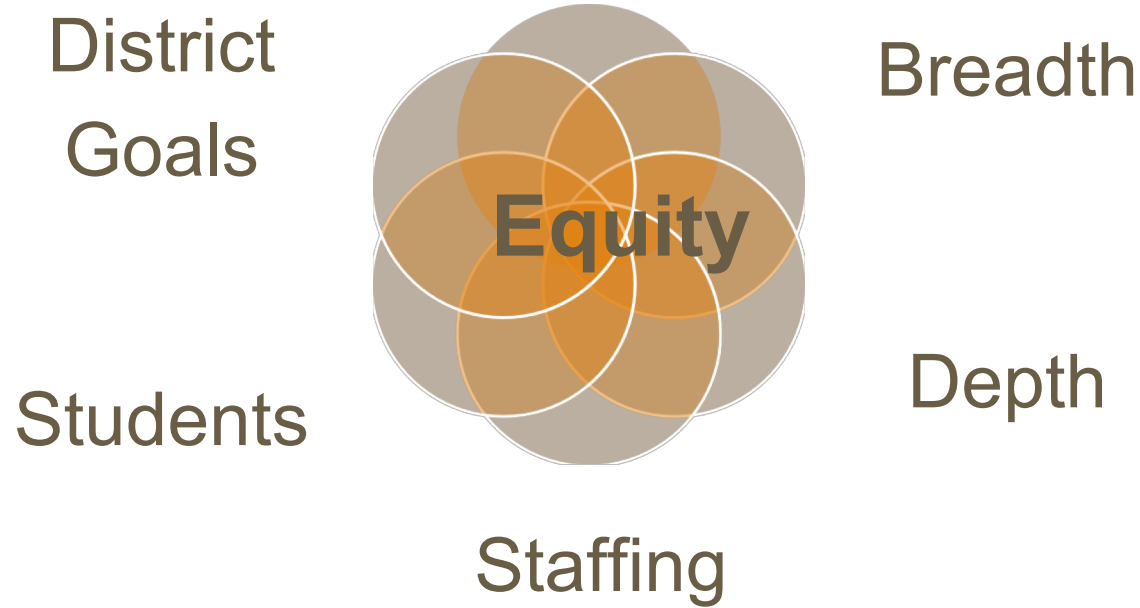 District
Goals
Breadth
Equity
Depth
Students
Staffing